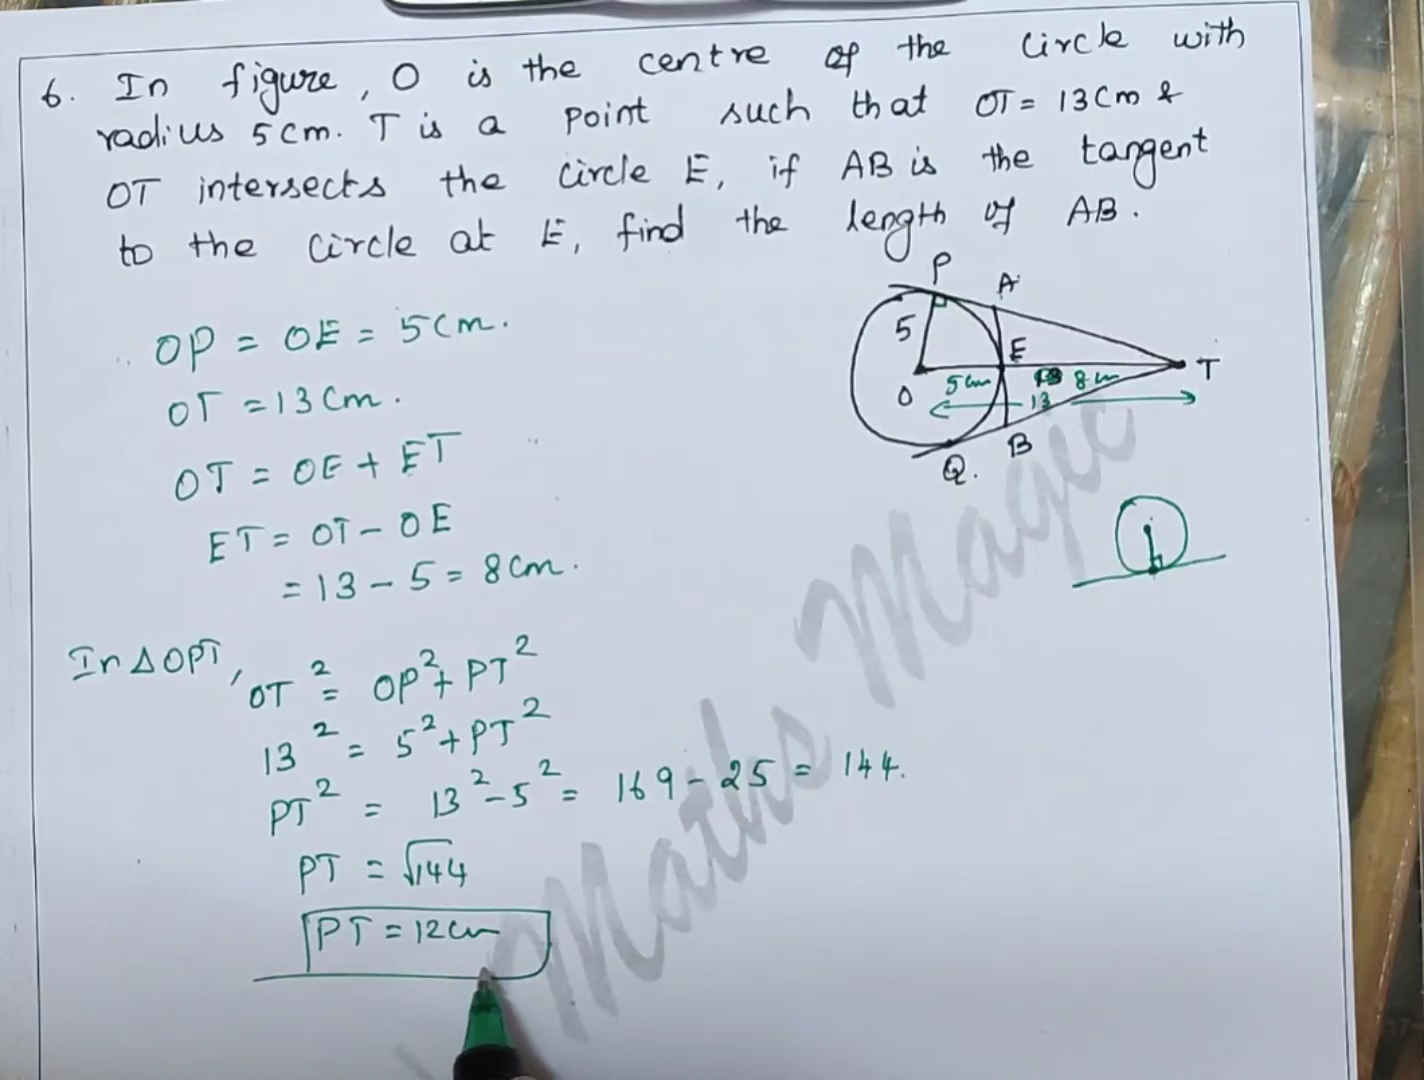 6. In figure, O is the centre of the circle with
radius 5cm. T is a point such that OT = 13cm &
OT intersects the circle E, if AB is the tangent
to the circle at E, find the length of AB.
P
A
5
E
T
5cm
8cm
O
13
B
Q.
OP = OE = 5cm.
OT = 13cm.
OT = OE + ET
ET = OT - OE
= 13 - 5 = 8cm.
In △OPT, OT² = OP² + PT²
13² = 5² + PT²
PT² = 13² - 5² = 169 - 25 = 144.
PT = √144
PT = 12cm
Maths Magic